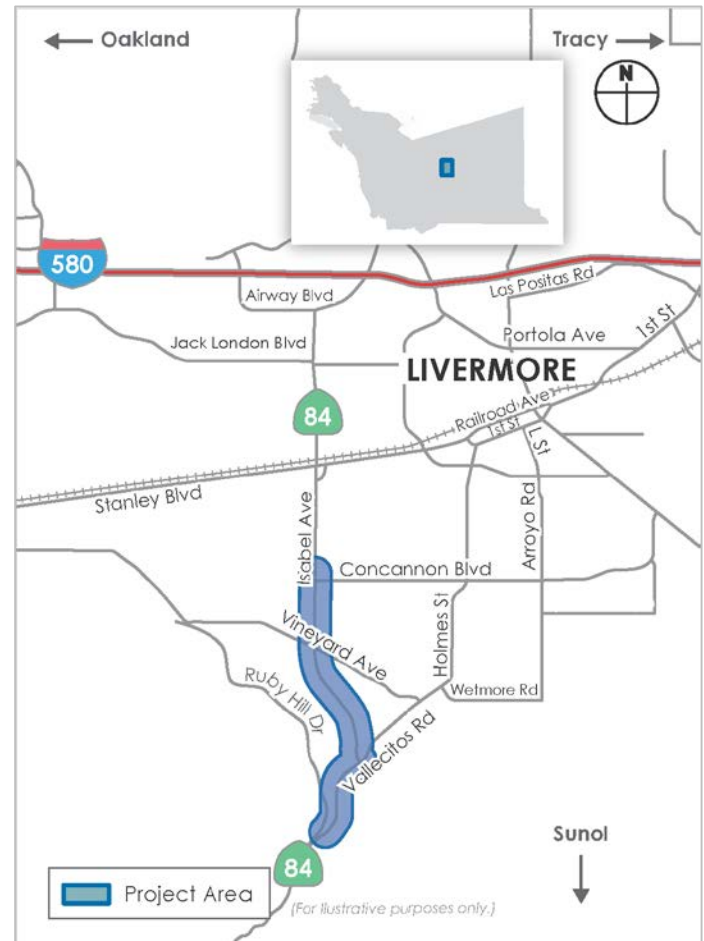 Oakland
Tracy
N
580
Las Positas Rd
Airway Blvd
1st St
Portola Ave
Jack London Blvd
LIVERMORE
84
Railroad Ave
1st St
L St
Stanley Blvd
Isabel Ave
Arroyo Rd
Concannon Blvd
Holmes St
Vineyard Ave
Ruby Hill Dr
Wetmore Rd
Vallecitos Rd
Sunol
84
Project Area
(For illustrative purposes only.)